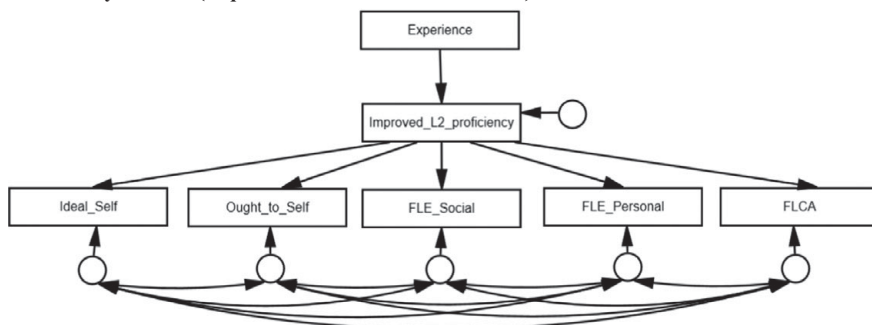 Experience
Improved_L2_proficiency
Ideal_Self
Ought_to_Self
FLE_Social
FLE_Personal
FLCA